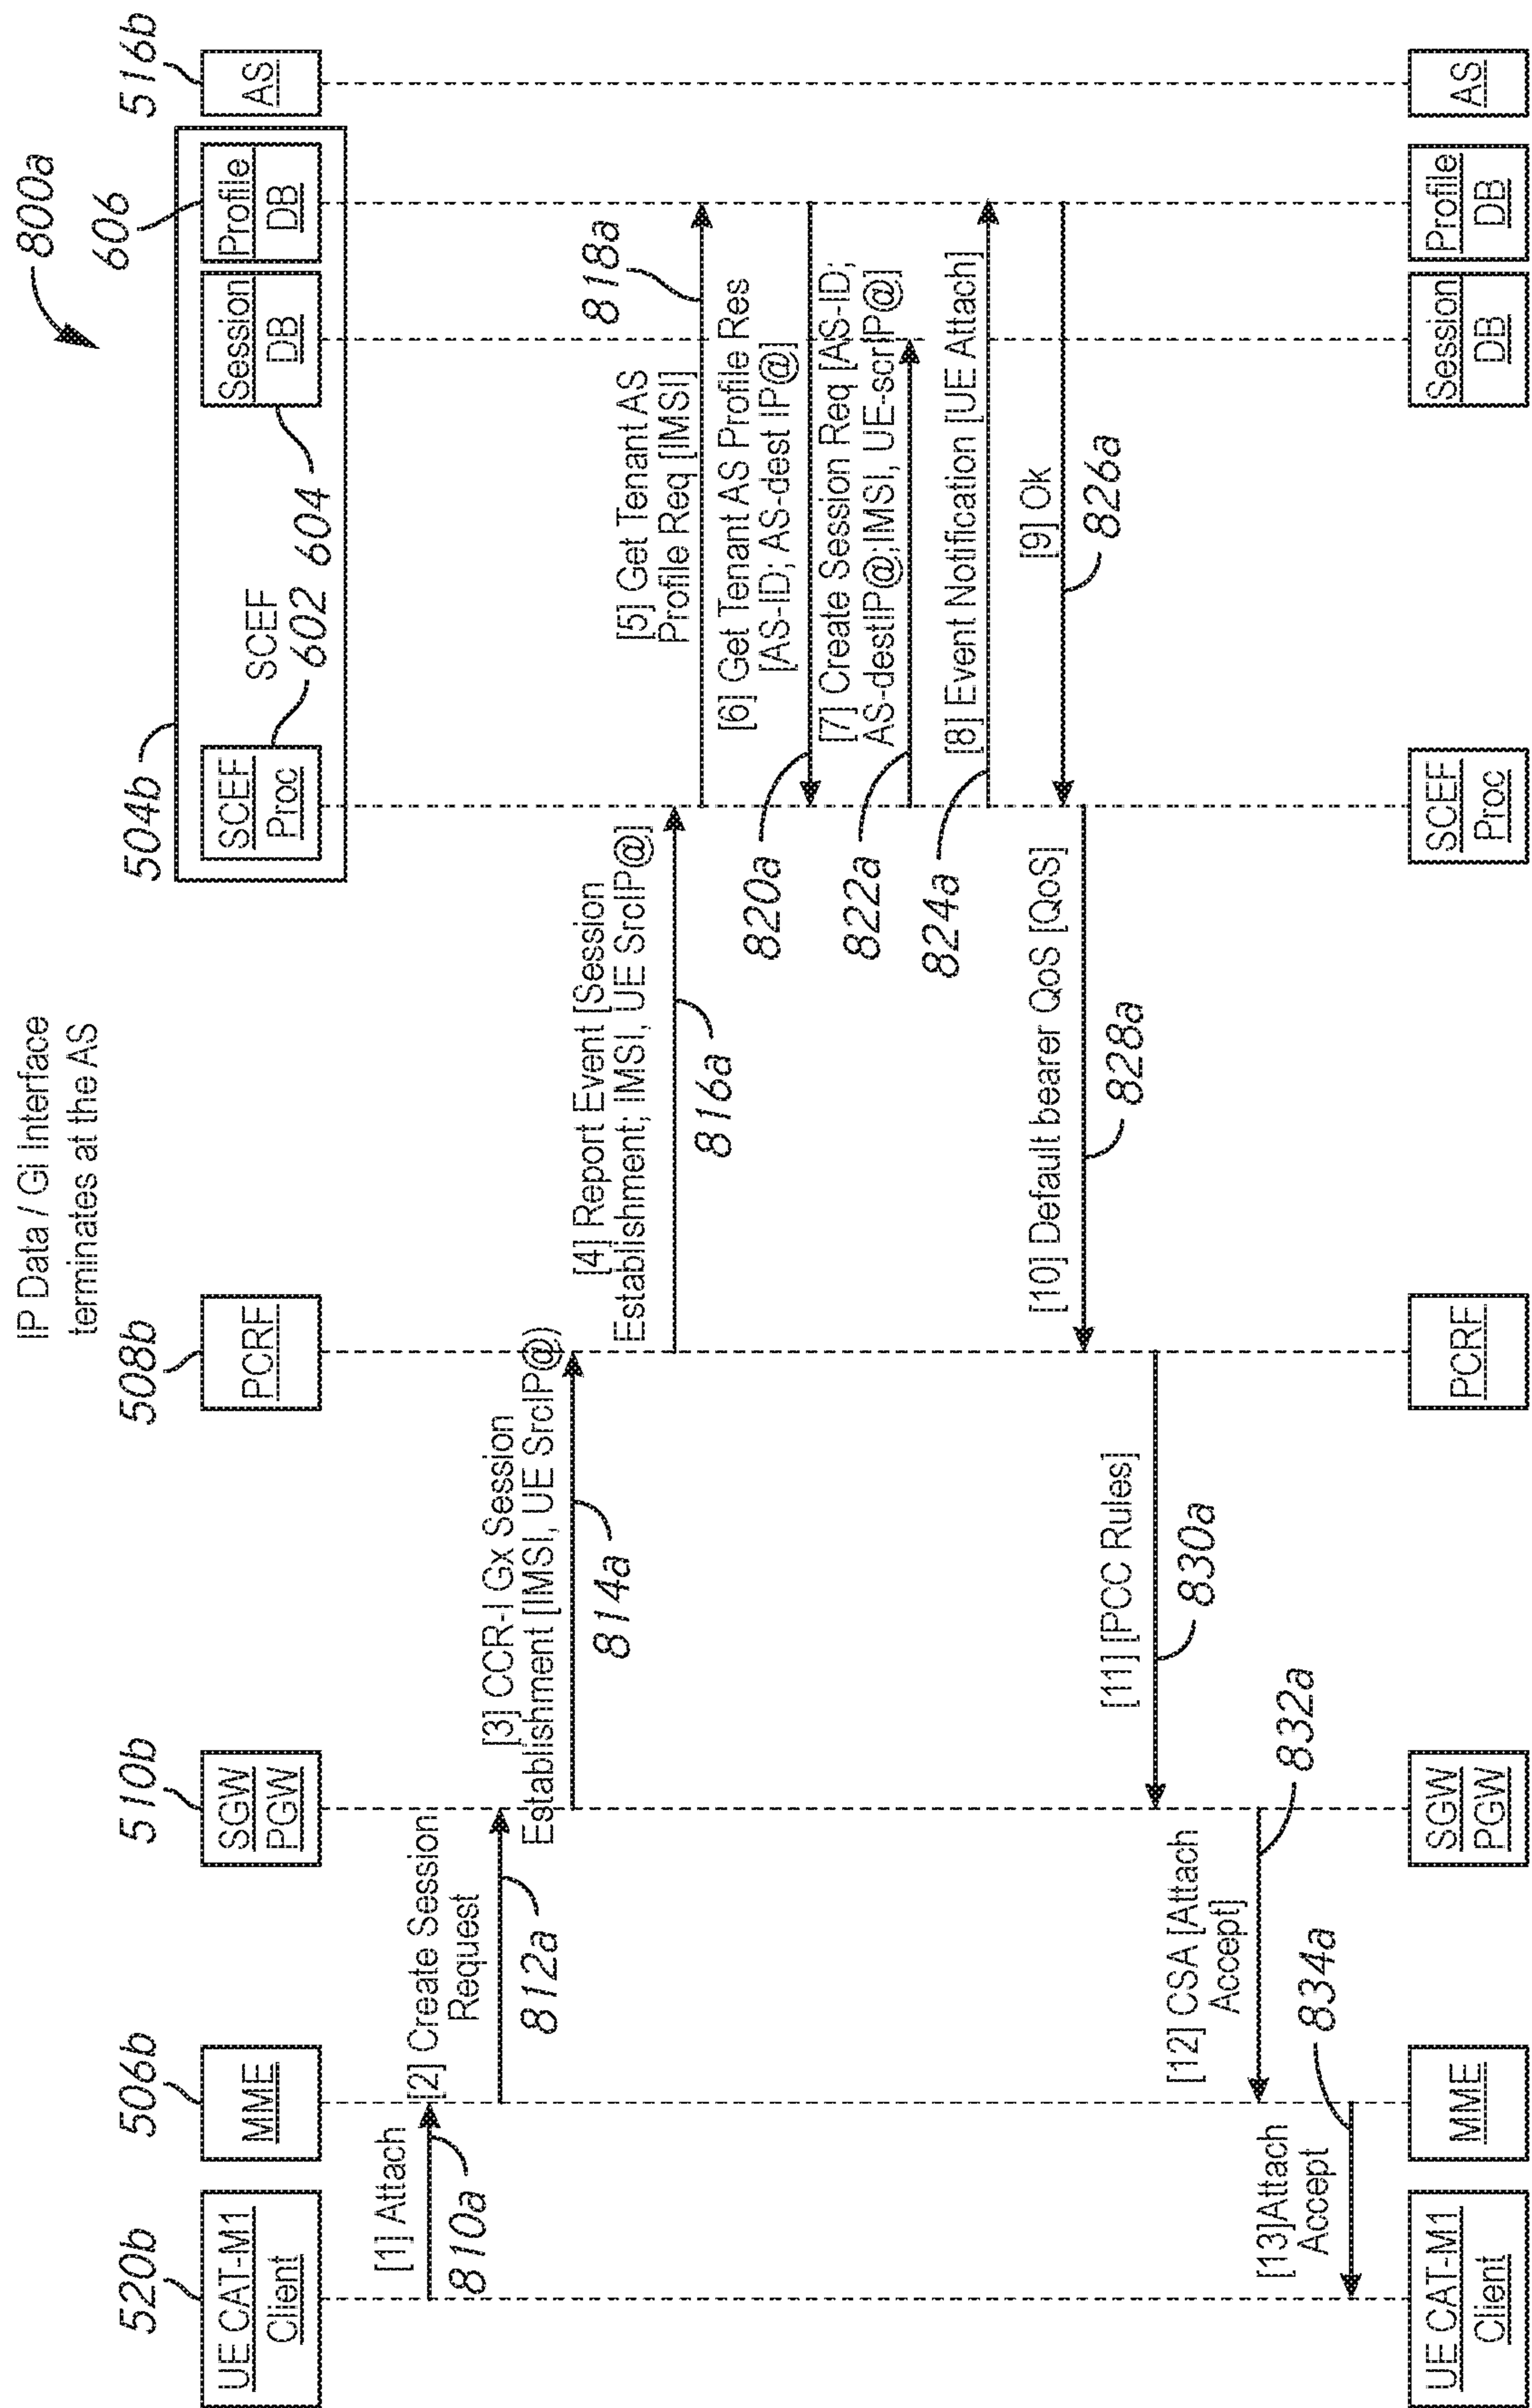 800a
IP Data / Gi Interface
terminates at the AS
520b
506b
510b
508b
504b
606
516b
UE CAT-M1
Client
MME
SGW
PGW
PCRF
SCEF
Proc
SCEF
602
604
Session
DB
Profile
DB
AS
[1] Attach
810a
[2] Create Session
Request
812a
[3] CCR-I Gx Session
Establishment [IMSI, UE SrcIP@)
814a
[4] Report Event [Session
Establishment; IMSI, UE SrcIP@]
816a
[5] Get Tenant AS
Profile Req [IMSI]
818a
[6] Get Tenant AS Profile Res
[AS-ID; AS-dest IP@]
820a
[7] Create Session Req [AS-ID;
AS-destIP@;IMSI, UE-scrIP@]
822a
[8] Event Notification [UE Attach]
824a
[9] Ok
826a
[10] Default bearer QoS [QoS]
828a
[11] [PCC Rules]
830a
[12] CSA [Attach
Accept]
832a
[13]Attach
Accept
834a
UE CAT-M1
Client
MME
SGW
PGW
PCRF
SCEF
Proc
Session
DB
Profile
DB
AS